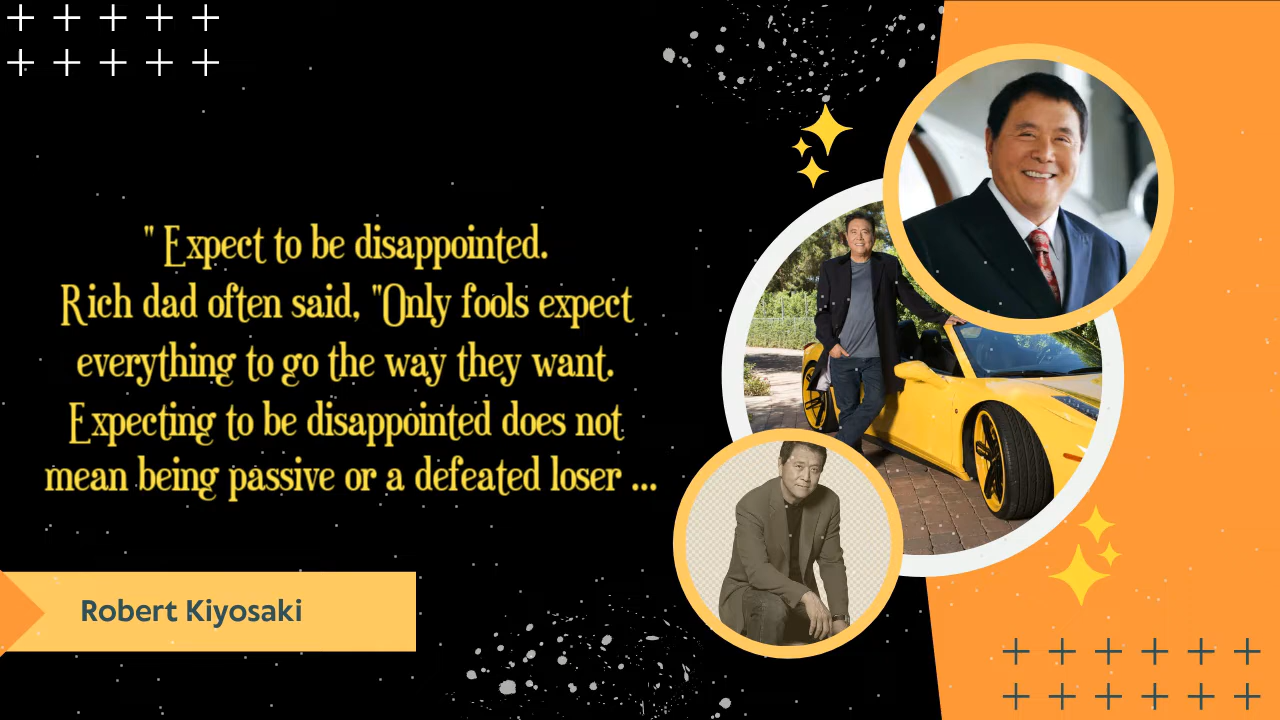 " Expect to be disappointed.
Rich dad often said, "Only fools expect
everything to go the way they want.
Expecting to be disappointed does not
mean being passive or a defeated loser ...
Robert Kiyosaki